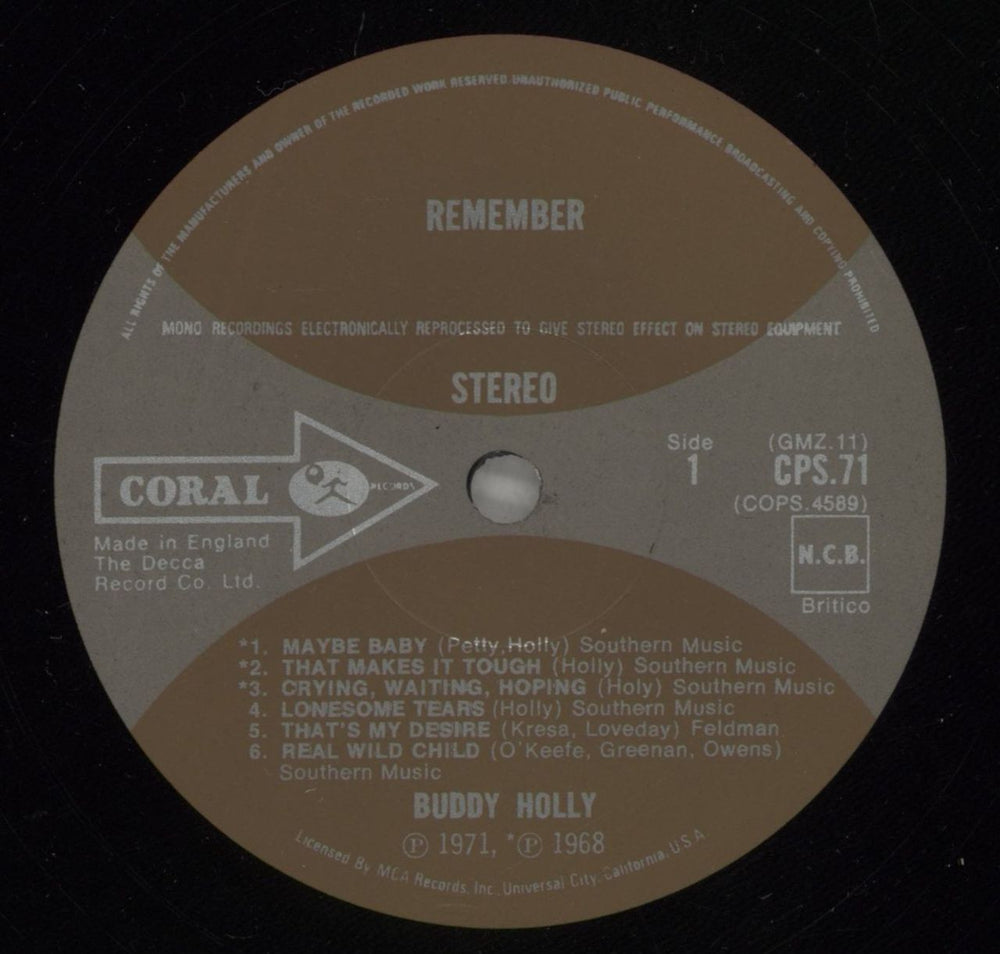 ALL RIGHTS OF THE MANUFACTURERS AND OWNER OF THE RECORDED WORK RESERVED UNAUTHORIZED PUBLIC PERFORMANCE BROADCASTING AND COPYING PROHIBITED
REMEMBER
MONO RECORDINGS ELECTRONICALLY REPROCESSED TO GIVE STEREO EFFECT ON STEREO EQUIPMENT
STEREO
CORAL RECORDS
Made in England
The Decca
Record Co. Ltd.
Side
1
(GMZ.11)
CPS.71
(COPS.4589)
N.C.B.
Britico
*1. MAYBE BABY (Petty,Holly) Southern Music
*2. THAT MAKES IT TOUGH (Holly) Southern Music
*3. CRYING, WAITING, HOPING (Holy) Southern Music
4. LONESOME TEARS (Holly) Southern Music
5. THAT'S MY DESIRE (Kresa, Loveday) Feldman
6. REAL WILD CHILD (O'Keefe, Greenan, Owens)
Southern Music
BUDDY HOLLY
Ⓟ 1971, *Ⓟ 1968
Licensed By MCA Records, Inc. Universal City, California, U.S.A.